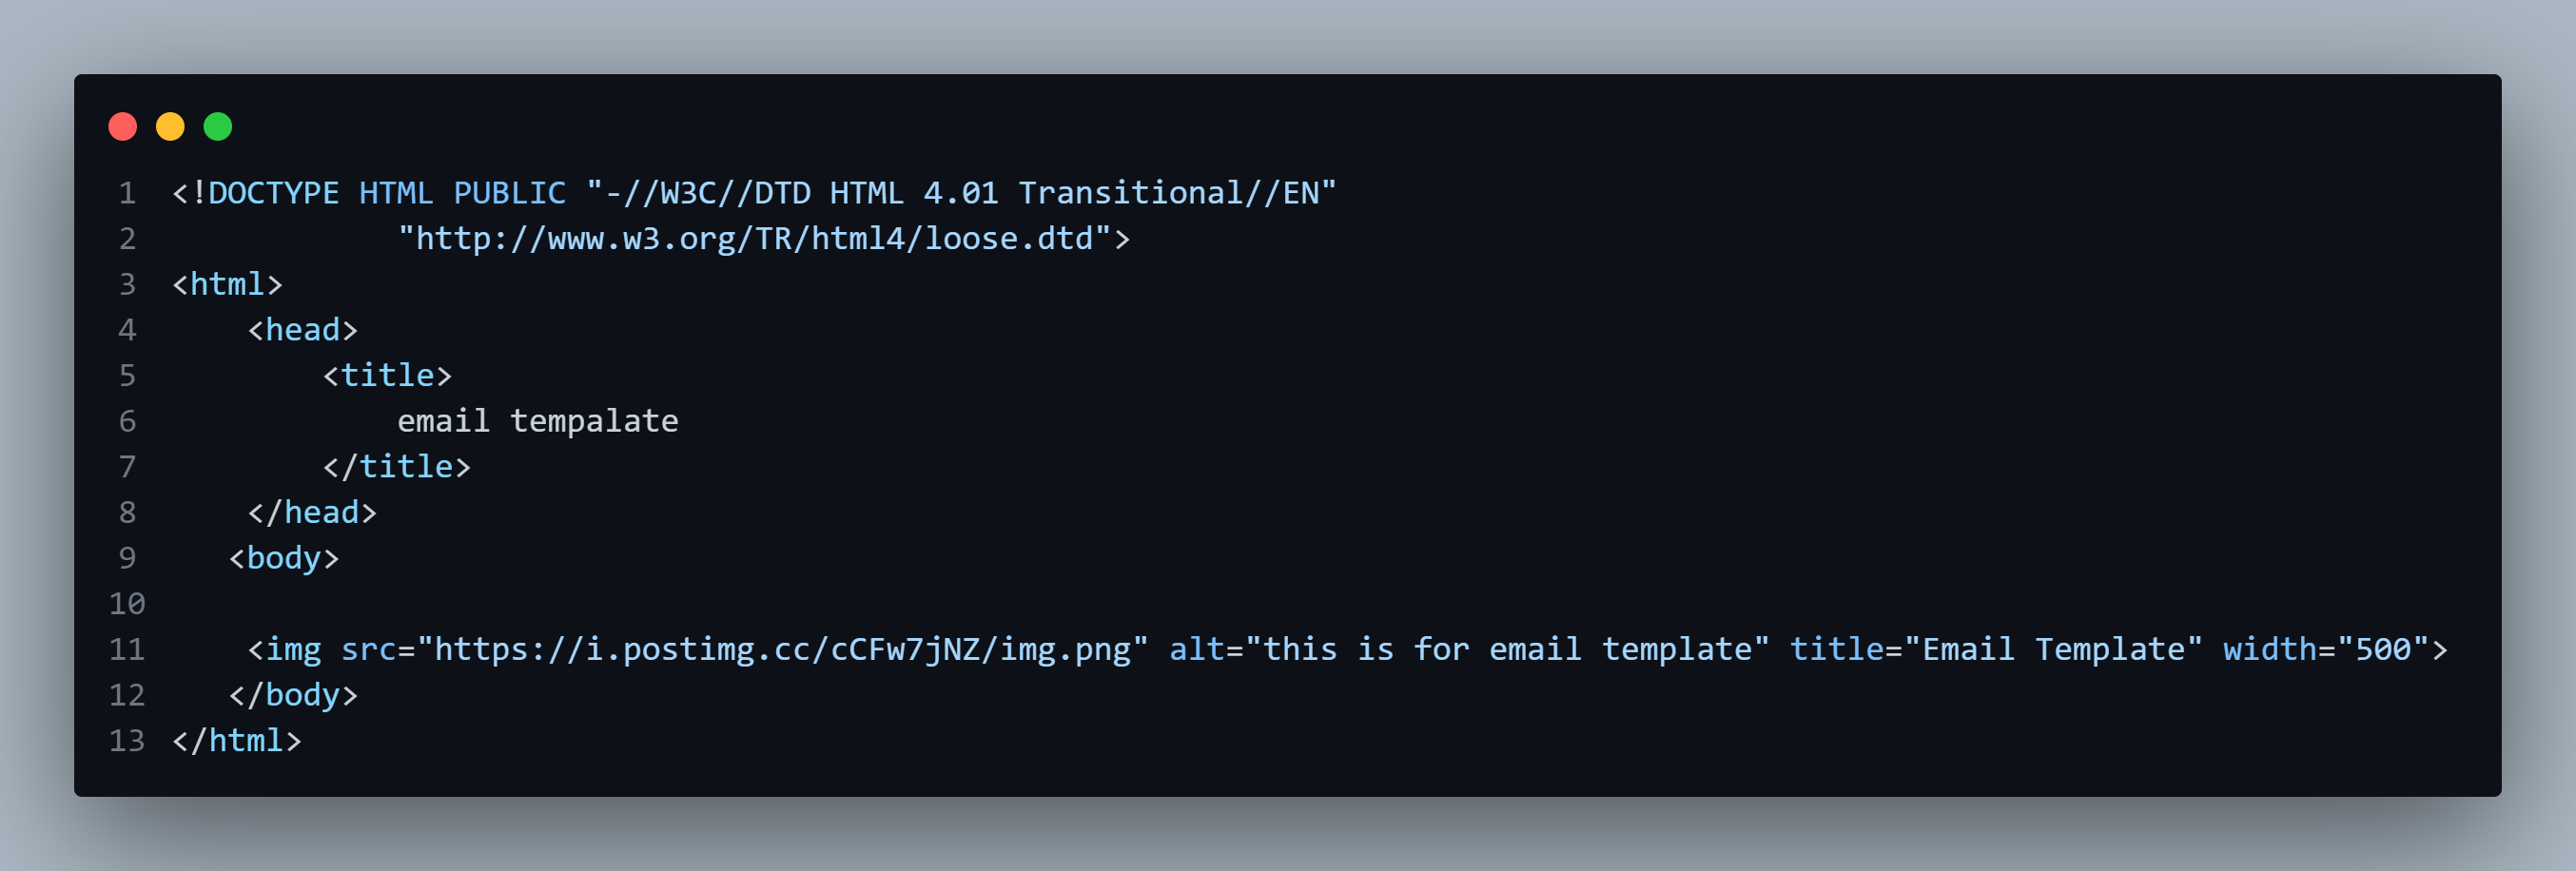 1 <!DOCTYPE HTML PUBLIC "-//W3C//DTD HTML 4.01 Transitional//EN"
2             "http://www.w3.org/TR/html4/loose.dtd">
3 <html>
4     <head>
5         <title>
6             email tempalate
7         </title>
8     </head>
9    <body>
10
11     <img src="https://i.postimg.cc/cCFw7jNZ/img.png" alt="this is for email template" title="Email Template" width="500">
12    </body>
13 </html>